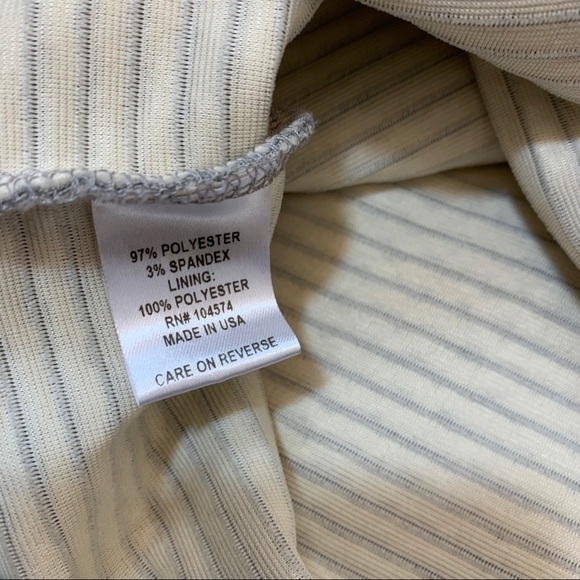 97% POLYESTER
3% SPANDEX
LINING:
100% POLYESTER
RN# 104574
MADE IN USA
CARE ON REVERSE